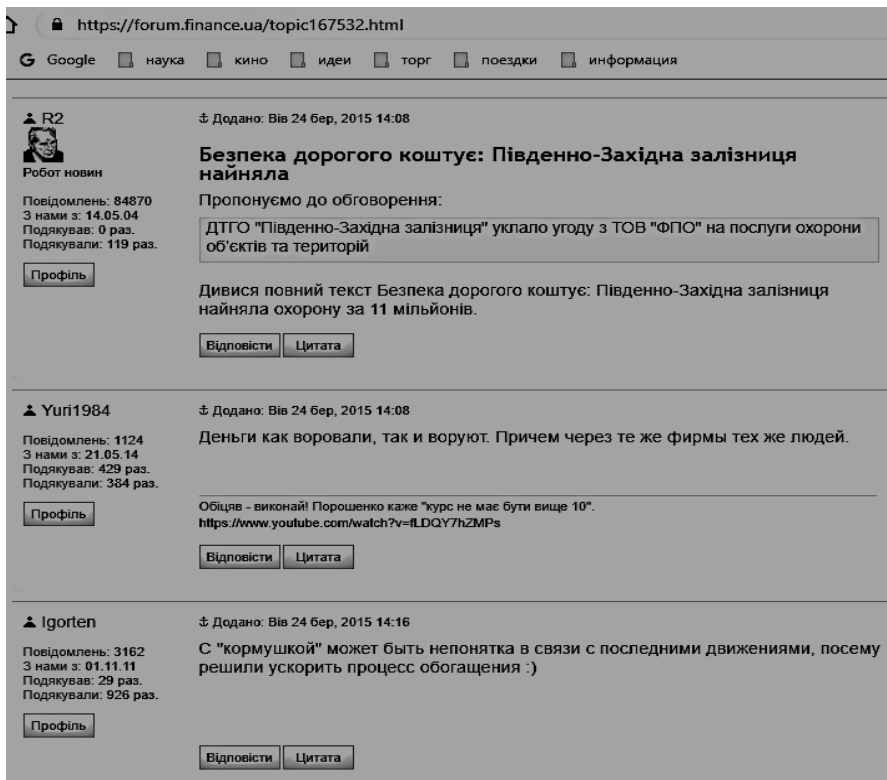 https://forum.finance.ua/topic167532.html
G Google наука кино идеи торг поездки информация
R2
Робот новин
Повідомлень: 84870
З нами з: 14.05.04
Подякував: 0 раз.
Подякували: 119 раз.
Профіль
Додано: Вів 24 бер, 2015 14:08
Безпека дорогого коштує: Південно-Західна залізниця
найняла
Пропонуємо до обговорення:
ДТГО "Південно-Західна залізниця" уклало угоду з ТОВ "ФПО" на послуги охорони
об'єктів та територій
Дивися повний текст Безпека дорогого коштує: Південно-Західна залізниця
найняла охорону за 11 мільйонів.
Відповісти Цитата
Yuri1984
Повідомлень: 1124
З нами з: 21.05.14
Подякував: 429 раз.
Подякували: 384 раз.
Профіль
Додано: Вів 24 бер, 2015 14:08
Деньги как воровали, так и воруют. Причем через те же фирмы тех же людей.
Обіцяв - виконай! Порошенко каже "курс не має бути вище 10".
https://www.youtube.com/watch?v=fLDQY7hZMPs
Відповісти Цитата
Igorten
Повідомлень: 3162
З нами з: 01.11.11
Подякував: 29 раз.
Подякували: 926 раз.
Профіль
Додано: Вів 24 бер, 2015 14:16
С "кормушкой" может быть непонятка в связи с последними движениями, посему
решили ускорить процесс обогащения :)
Відповісти Цитата